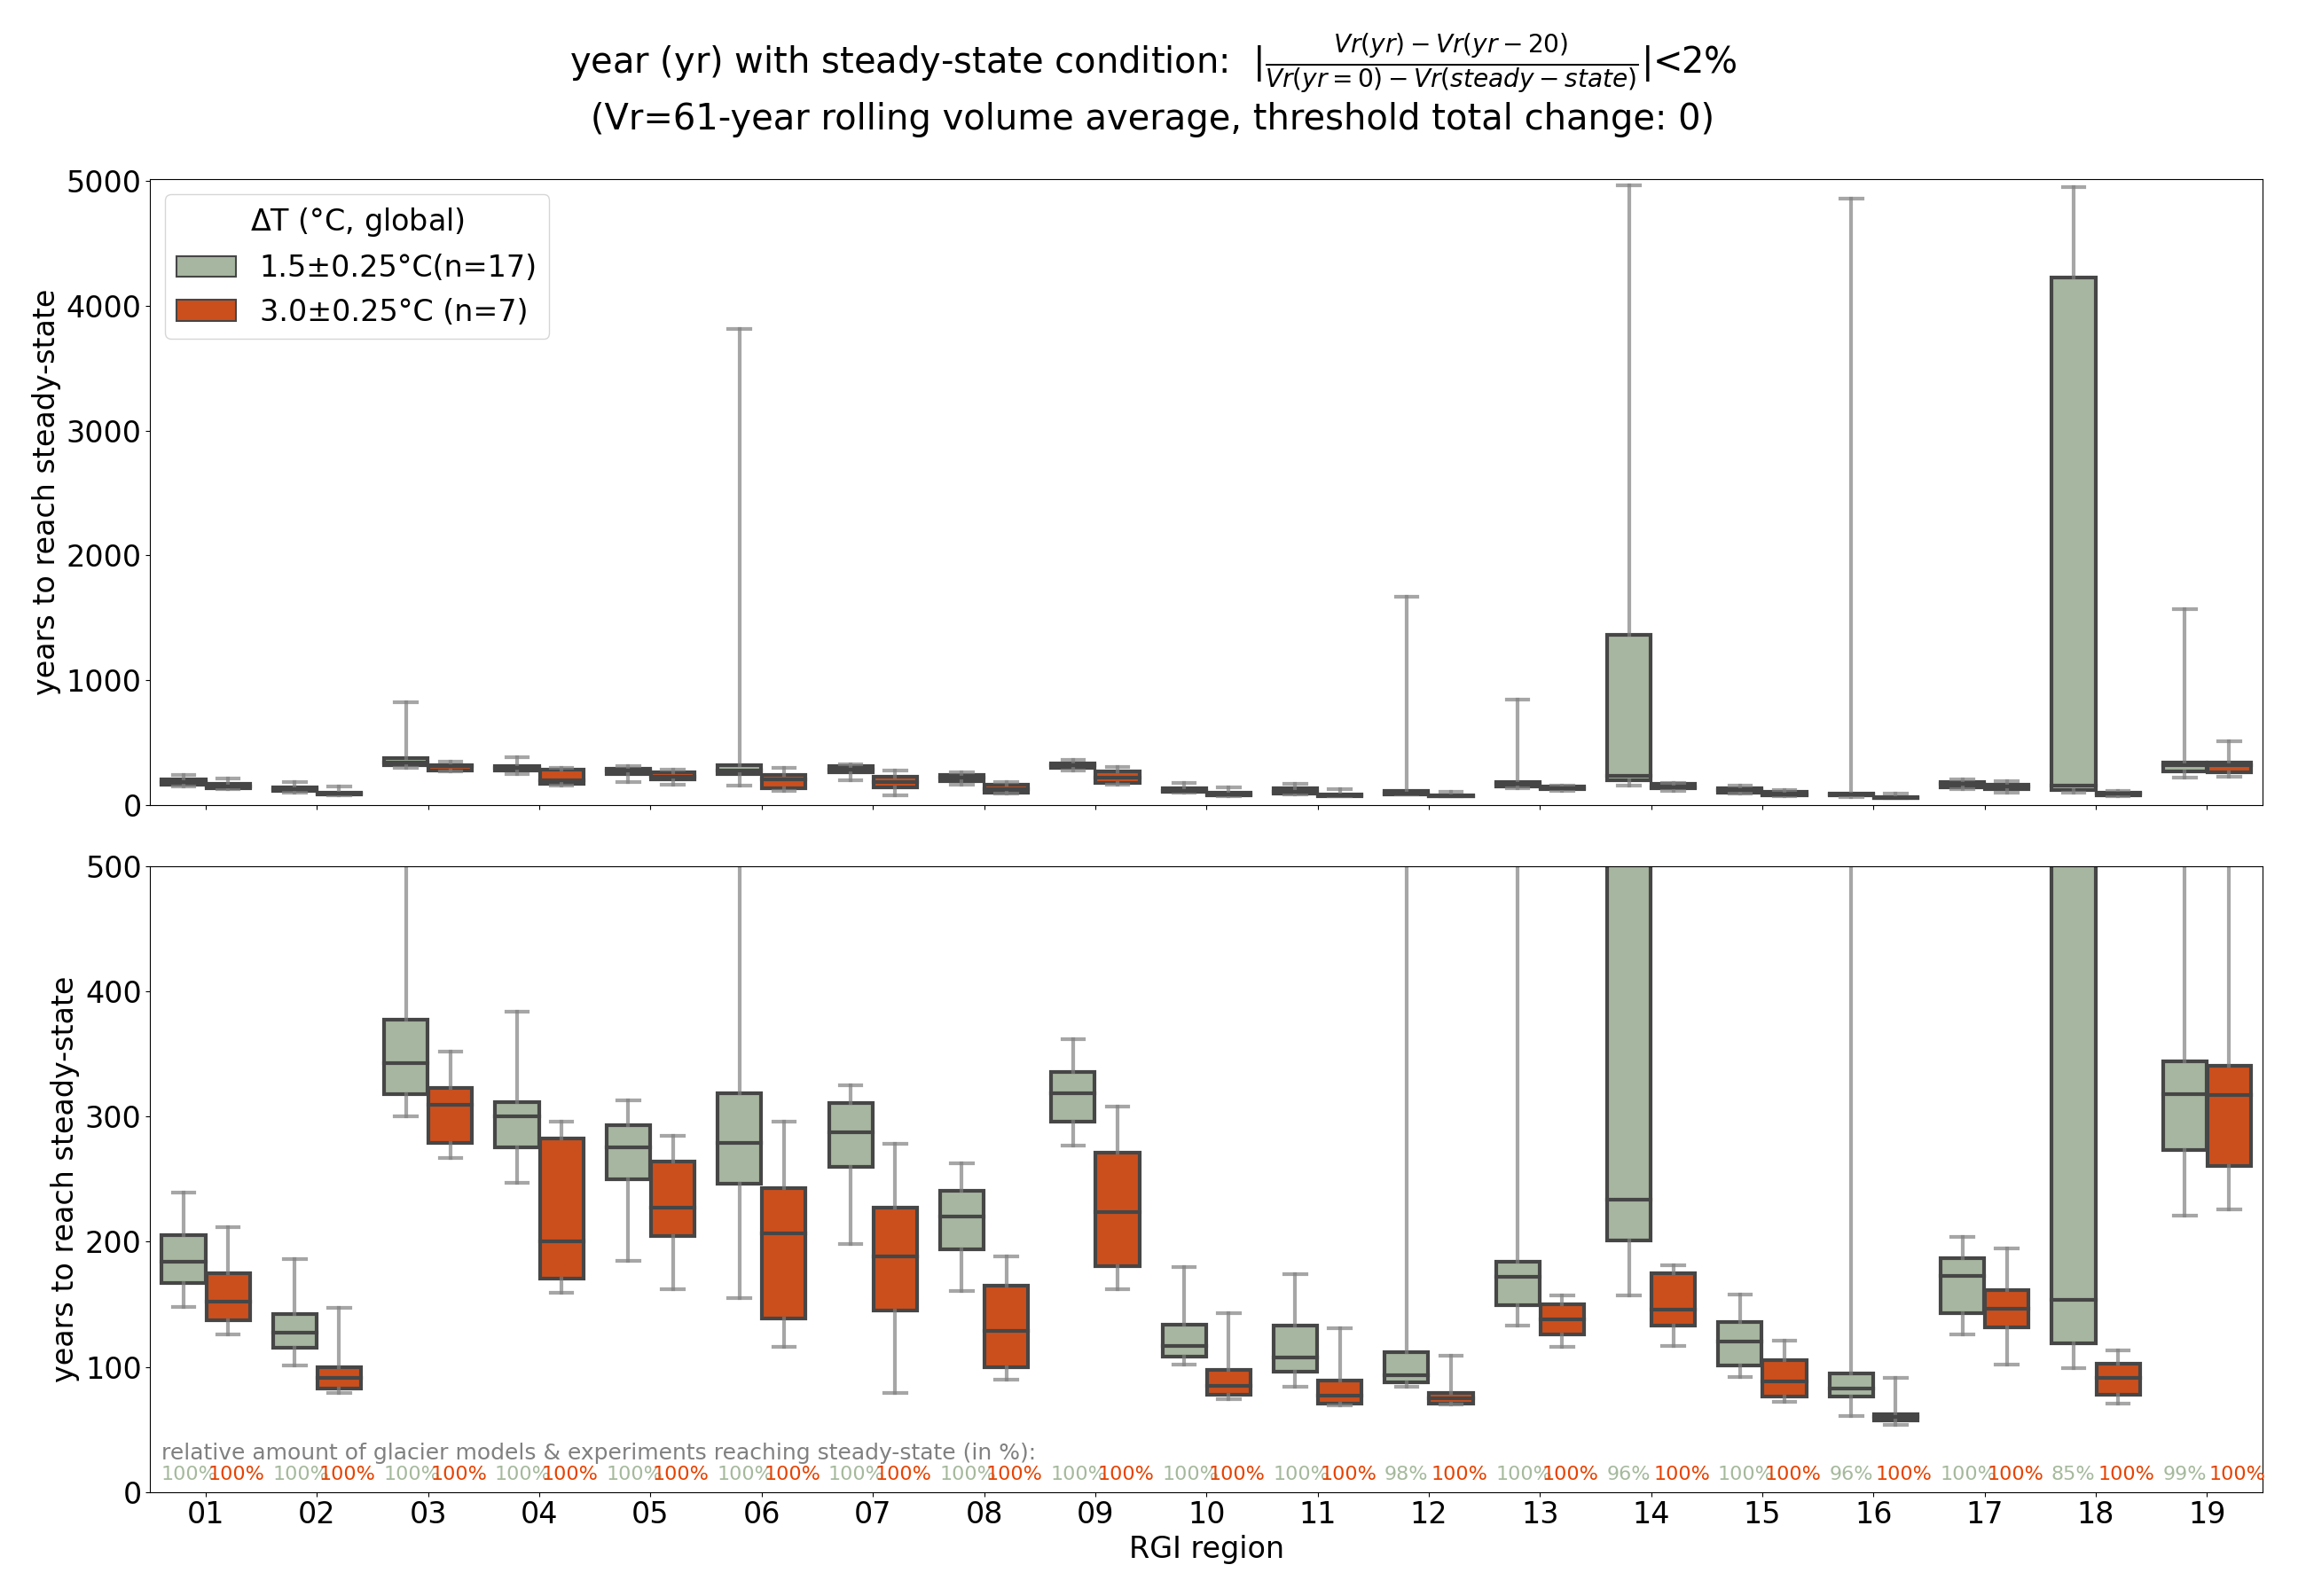 year (yr) with steady-state condition: |\frac{Vr(yr) − Vr(yr − 20)}{Vr(yr = 0) − Vr(steady − state)}|<2%
(Vr=61-year rolling volume average, threshold total change: 0)
5000
4000
3000
2000
1000
0
years to reach steady-state
ΔT (°C, global)
1.5±0.25°C(n=17)
3.0±0.25°C (n=7)
500
400
300
200
100
0
years to reach steady-state
relative amount of glacier models & experiments reaching steady-state (in %):
100% 100% 100% 100% 100% 100% 100% 100% 100% 100% 100% 100% 100% 100% 100% 100% 100% 100% 100% 100% 100% 100% 98% 100% 100% 100% 96% 100% 100% 100% 96% 100% 100% 100% 85% 100% 99% 100%
01 02 03 04 05 06 07 08 09 10 11 12 13 14 15 16 17 18 19
RGI region